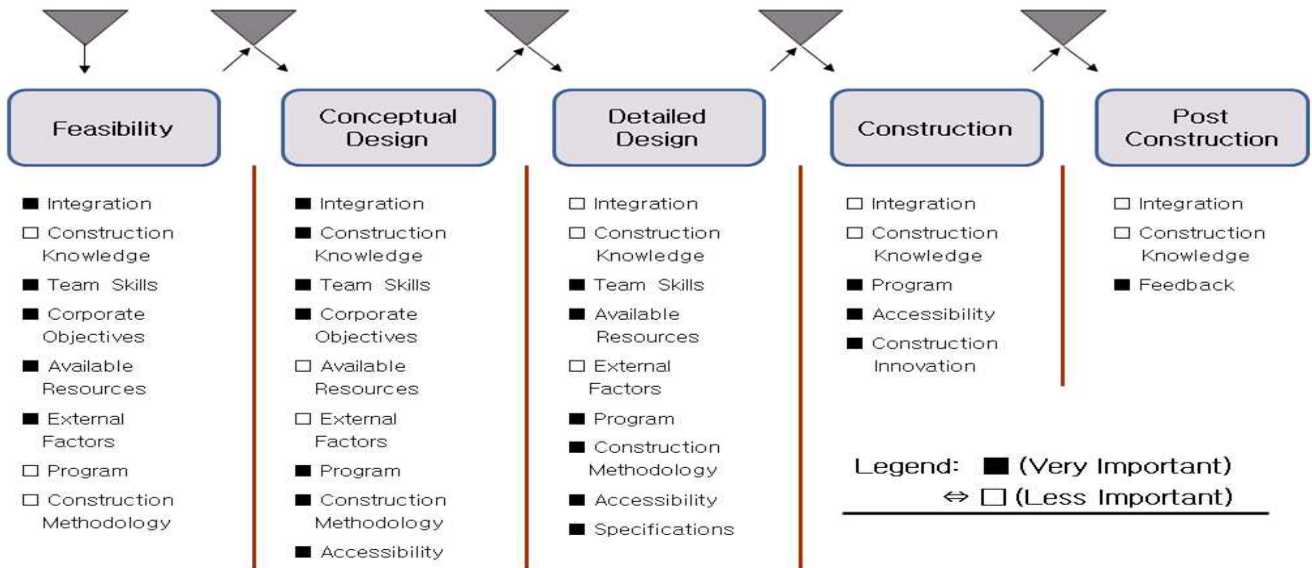 Feasibility
Conceptual
Design
Detailed
Design
Construction
Post
Construction
■ Integration
□ Construction
Knowledge
■ Team Skills
■ Corporate
Objectives
■ Available
Resources
■ External
Factors
□ Program
□ Construction
Methodology
■ Integration
■ Construction
Knowledge
■ Team Skills
■ Corporate
Objectives
□ Available
Resources
□ External
Factors
■ Program
■ Construction
Methodology
■ Accessibility
□ Integration
□ Construction
Knowledge
■ Team Skills
■ Available
Resources
□ External
Factors
■ Program
■ Construction
Methodology
■ Accessibility
■ Specifications
□ Integration
□ Construction
Knowledge
■ Program
■ Accessibility
■ Construction
Innovation
□ Integration
□ Construction
Knowledge
■ Feedback
Legend: ■ (Very Important)
⇔ □ (Less Important)